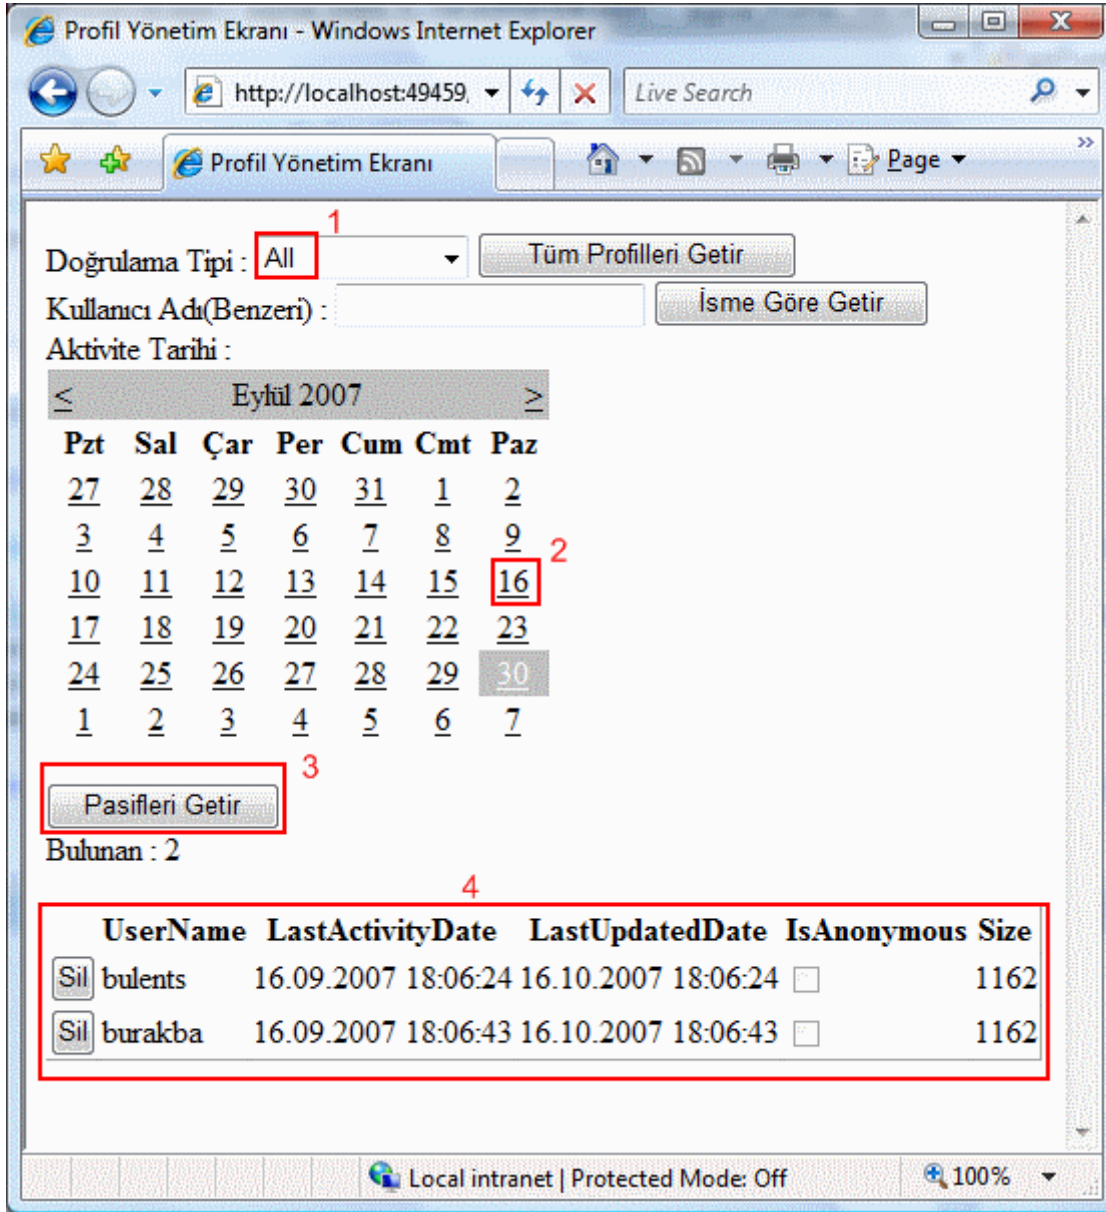 Profil Yönetim Ekranı - Windows Internet Explorer
http://localhost:49459, Live Search
Profil Yönetim Ekranı Page
1
Doğrulama Tipi : All Tüm Profilleri Getir
Kullanıcı Adı(Benzeri) : İsme Göre Getir
Aktivite Tarihi :
< Eylül 2007 >
Pzt Sal Çar Per Cum Cmt Paz
27 28 29 30 31 1 2
3 4 5 6 7 8 9
2
10 11 12 13 14 15 16
17 18 19 20 21 22 23
24 25 26 27 28 29 30
1 2 3 4 5 6 7
3
Pasifleri Getir
Bulunan : 2
4
UserName LastActivityDate LastUpdatedDate IsAnonymous Size
Sil bulents 16.09.2007 18:06:24 16.10.2007 18:06:24 1162
Sil burakba 16.09.2007 18:06:43 16.10.2007 18:06:43 1162
Local intranet | Protected Mode: Off 100%